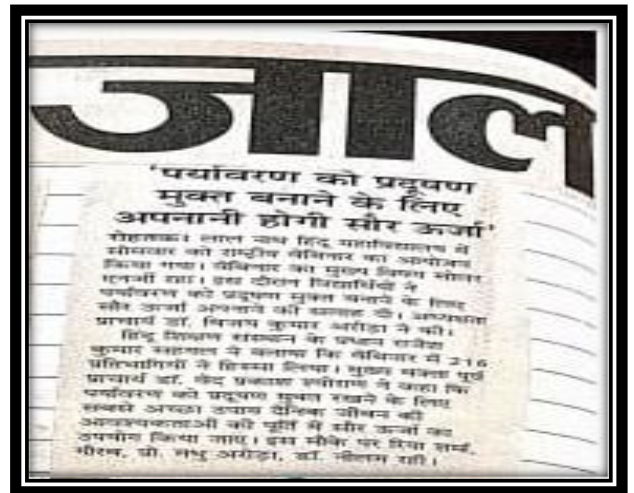 जाल
'पर्यावरण को प्रदूषण
मुक्त बनाने के लिए
अपनानी होगी सौर ऊर्जा'
रोहतक। लाल नाथ हिंदू महाविद्यालय में
सोमवार को राष्ट्रीय वेबिनार का आयोजन
किया गया। वेबिनार का मुख्य विषय सोलर
एनर्जी रहा। इस दौरान विद्यार्थियों ने
पर्यावरण को प्रदूषण मुक्त बनाने के लिए
सौर ऊर्जा अपनाने की सलाह दी। अध्यक्षता
प्राचार्य डॉ. विजय कुमार अरोड़ा ने की।
हिंदू शिक्षण संस्थान के प्रधान राजेश
कुमार सहगल ने बताया कि वेबिनार में 216
प्रतिभागियों ने हिस्सा लिया। मुख्य वक्ता पूर्व
प्राचार्य डॉ. वेद प्रकाश श्योराण ने कहा कि
पर्यावरण को प्रदूषण मुक्त रखने के लिए
सबसे अच्छा उपाय दैनिक जीवन की
आवश्यकताओं की पूर्ति में सौर ऊर्जा का
उपयोग किया जाए। इस मौके पर रिया शर्मा,
गौरव, प्रो. मधु अरोड़ा, डॉ. नीलम रही।